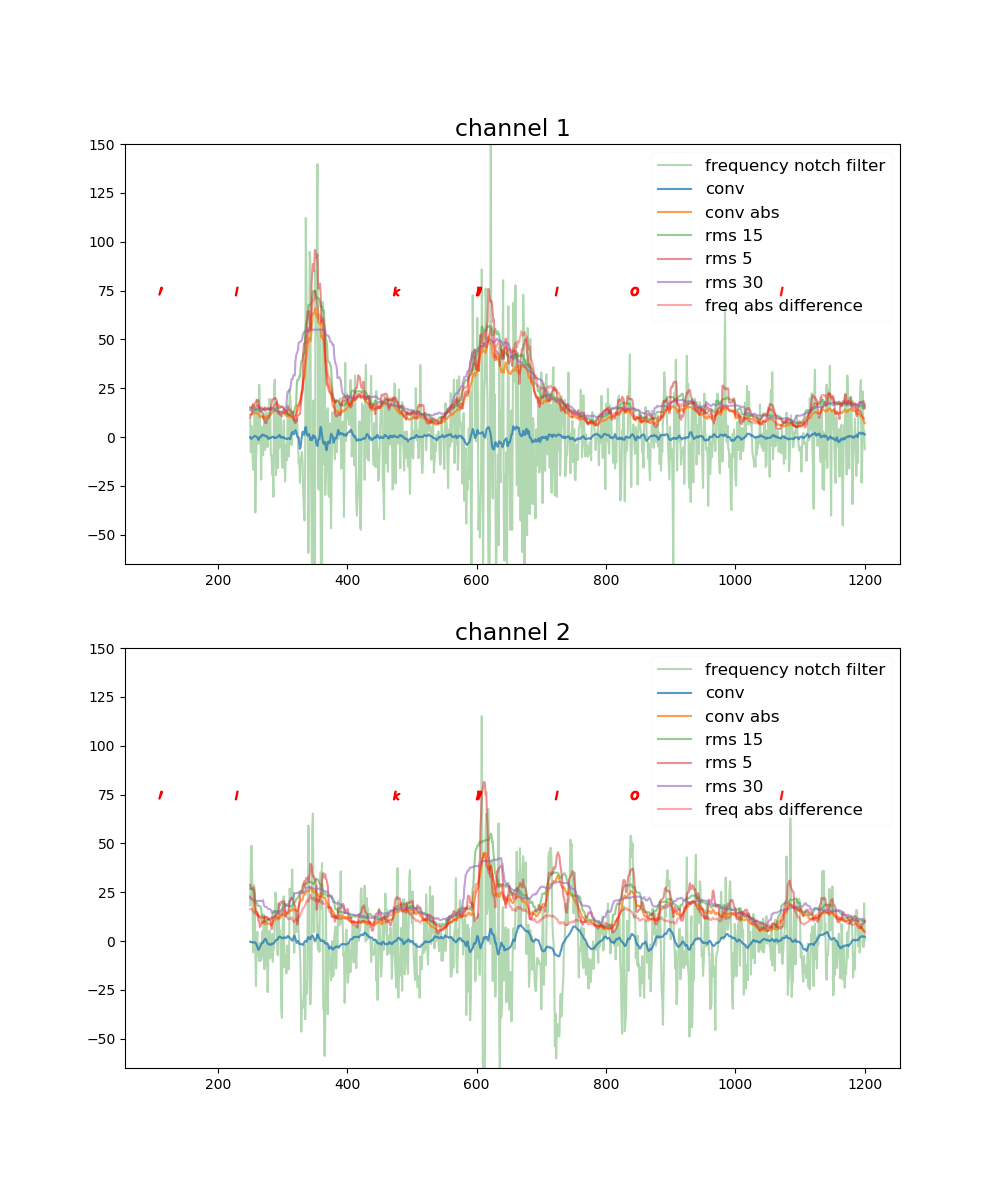 channel 1
150
125
100
75
50
25
0
−25
−50
frequency notch filter
conv
conv abs
rms 15
rms 5
rms 30
freq abs difference
l k l o l
200 400 600 800 1000 1200
channel 2
150
125
100
75
50
25
0
−25
−50
frequency notch filter
conv
conv abs
rms 15
rms 5
rms 30
freq abs difference
l k l o l
200 400 600 800 1000 1200